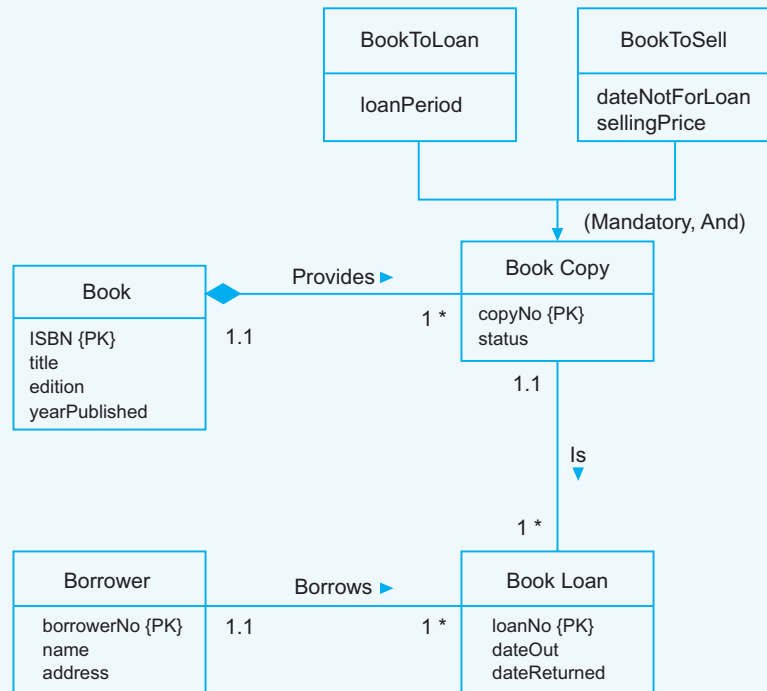 BookToLoan
loanPeriod
BookToSell
dateNotForLoan
sellingPrice
(Mandatory, And)
Book
ISBN {PK}
title
edition
yearPublished
Provides
1.1
1 *
Book Copy
copyNo {PK}
status
1.1
Is
1 *
Borrower
borrowerNo {PK}
name
address
Borrows
1.1
1 *
Book Loan
loanNo {PK}
dateOut
dateReturned